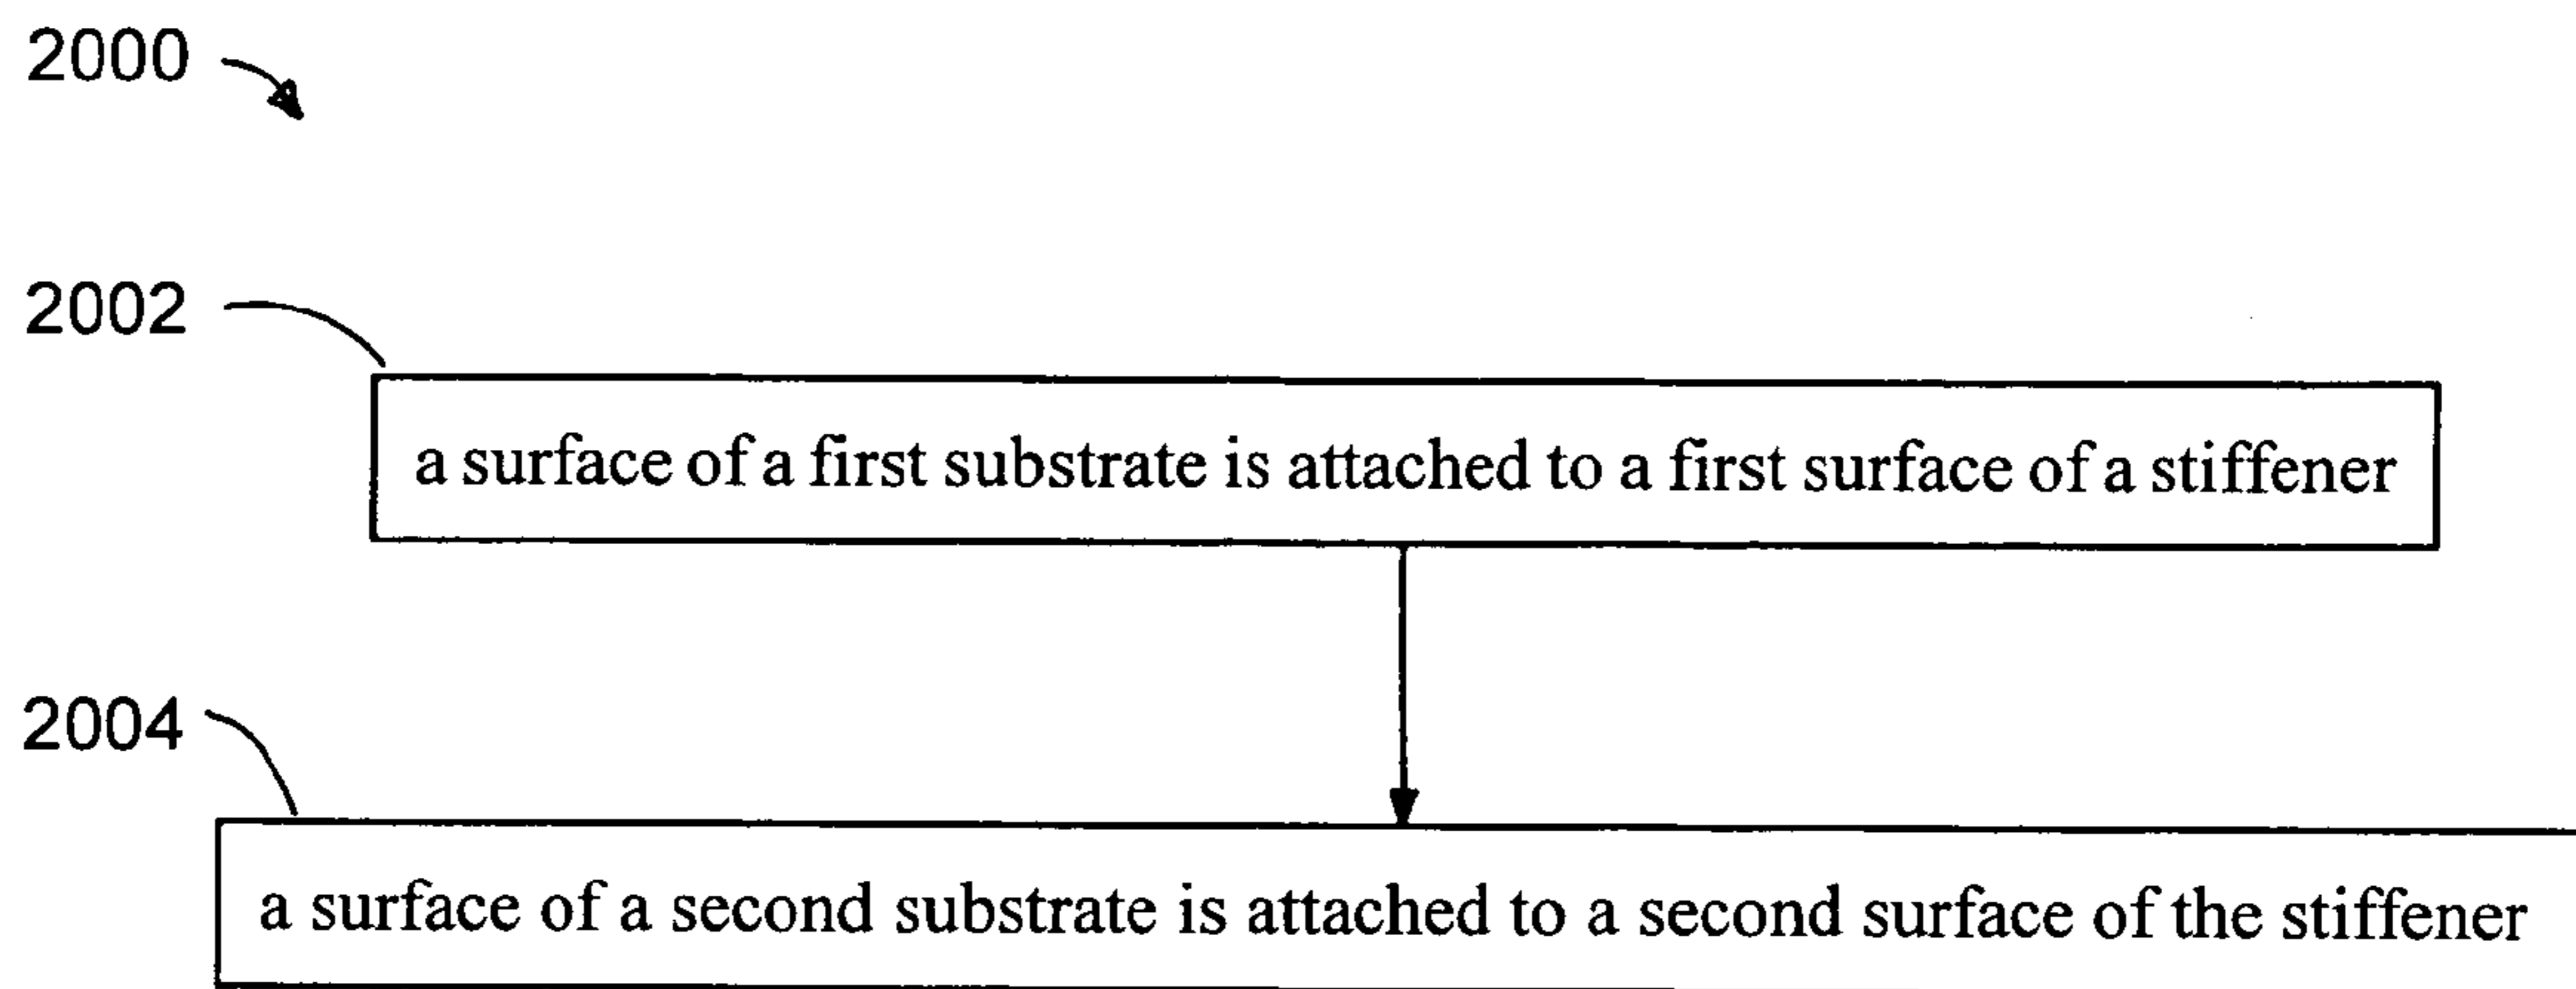 2000
2002
a surface of a first substrate is attached to a first surface of a stiffener
2004
a surface of a second substrate is attached to a second surface of the stiffener